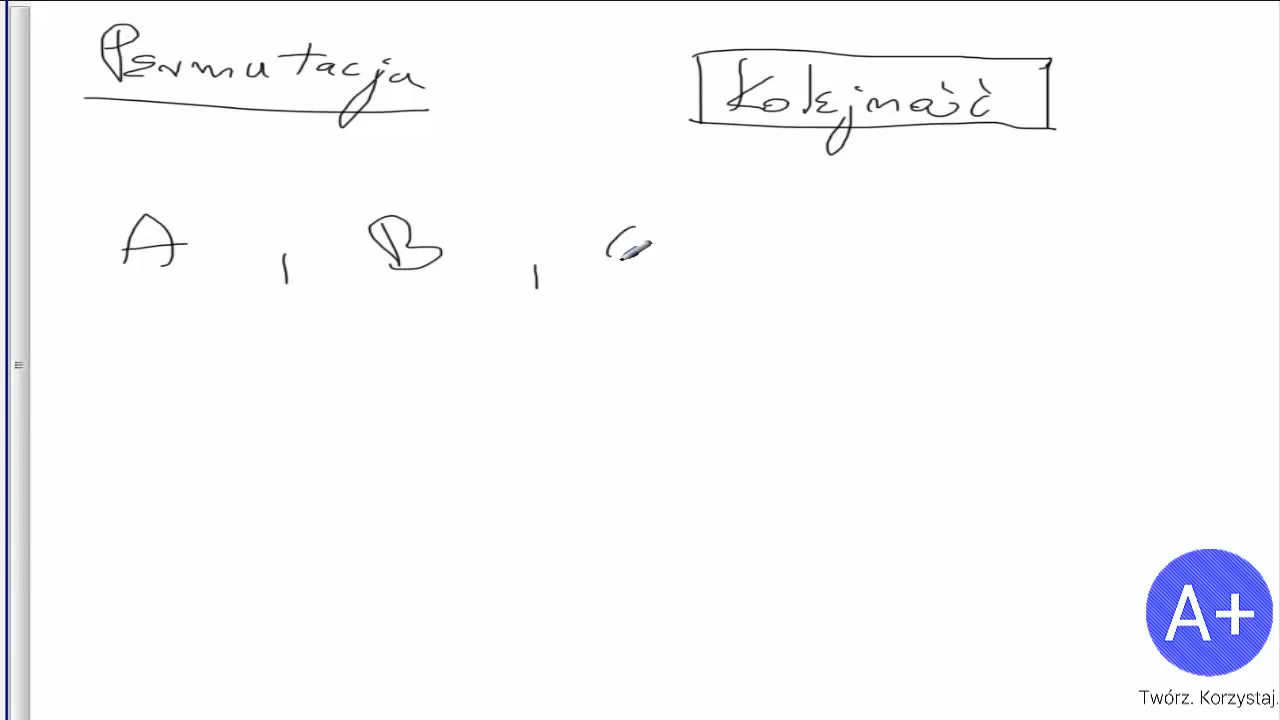 Permutacja
Kolejność
A , B , C
A+
Twórz. Korzystaj.